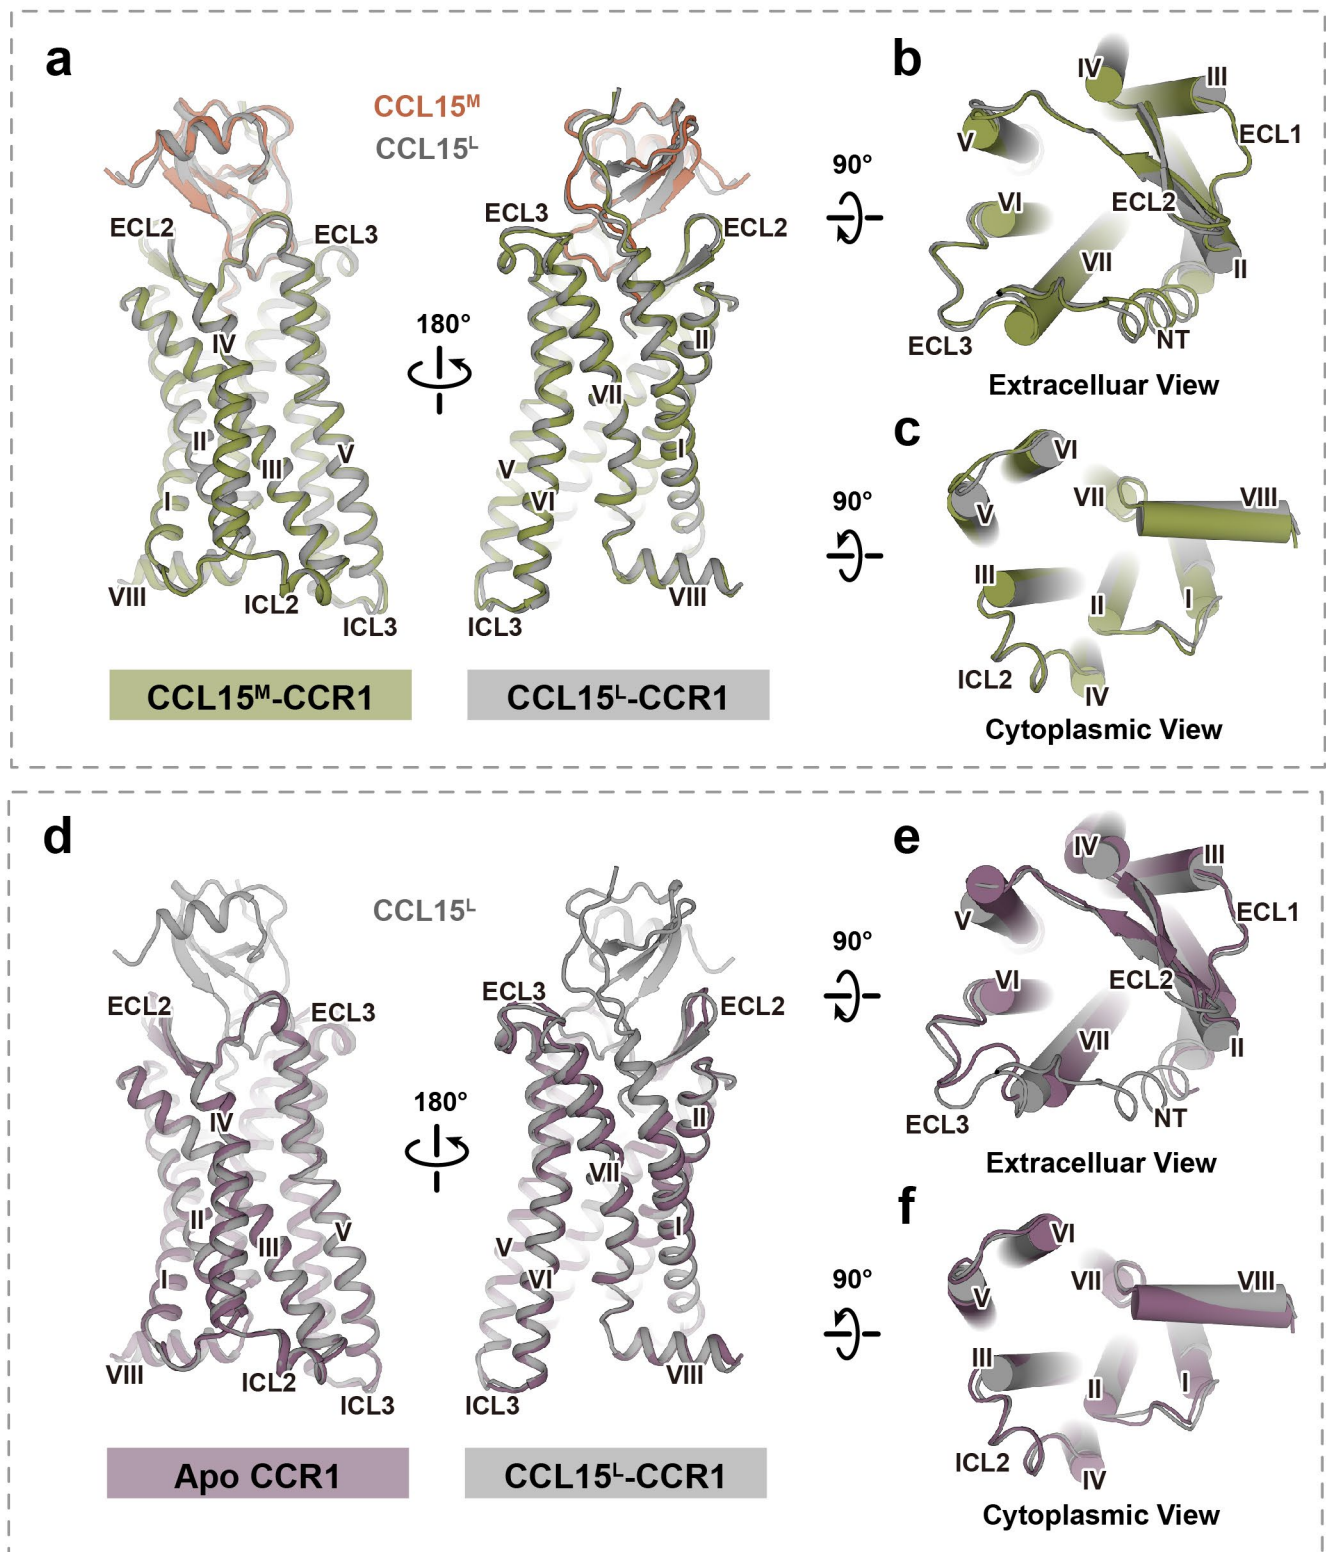 a
CCL15ᴹ
CCL15ᴸ
ECL2
ECL3
IV
II
III
V
I
VIII
ICL2
ICL3
180°
ECL3
ECL2
II
VII
I
V
VI
ICL3
VIII
CCL15ᴹ-CCR1
CCL15ᴸ-CCR1
90°
b
IV
III
V
ECL1
VI
ECL2
VII
II
ECL3
NT
Extracelluar View
90°
c
VI
VII
VIII
V
III
II
I
ICL2
IV
Cytoplasmic View
d
CCL15ᴸ
ECL2
ECL3
IV
II
III
V
I
VIII
ICL2
ICL3
180°
ECL3
ECL2
II
VII
I
V
VI
ICL3
VIII
Apo CCR1
CCL15ᴸ-CCR1
90°
e
IV
III
V
ECL1
VI
ECL2
VII
II
ECL3
NT
Extracelluar View
90°
f
VI
VII
VIII
V
III
II
I
ICL2
IV
Cytoplasmic View